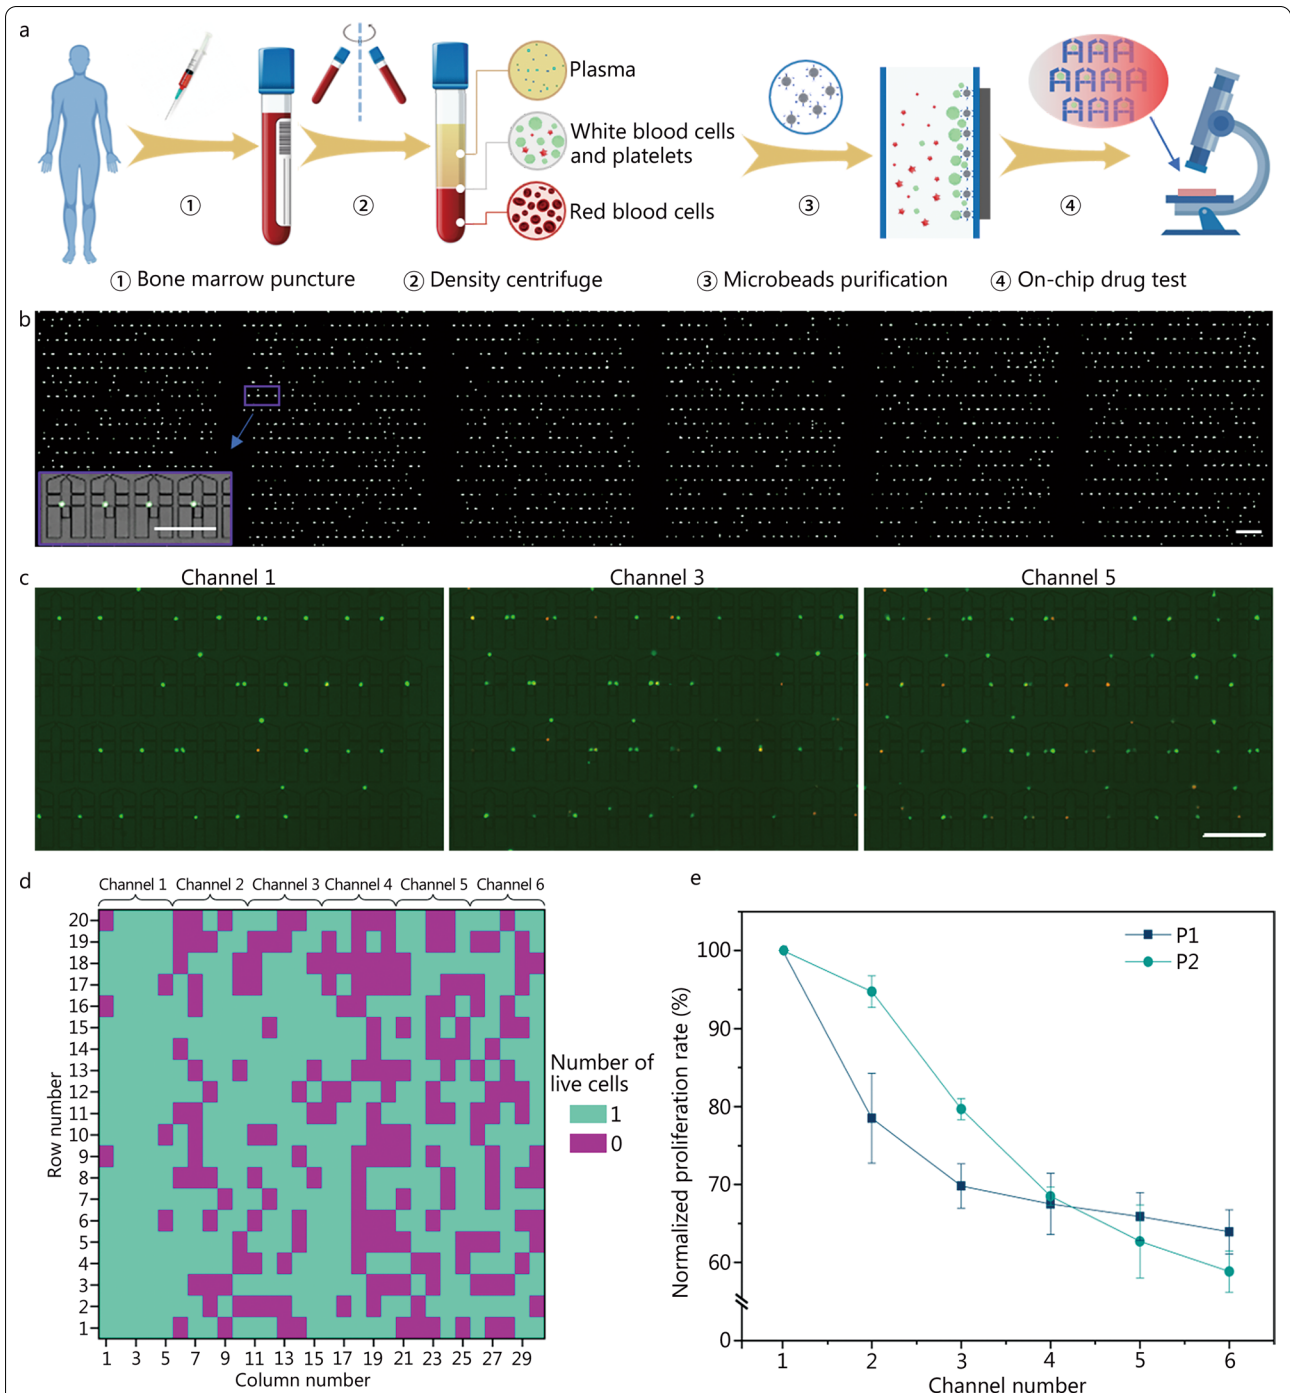 a
Plasma
White blood cells
and platelets
Red blood cells
① ② ③ ④
① Bone marrow puncture ② Density centrifuge ③ Microbeads purification ④ On-chip drug test
b
c
Channel 1 Channel 3 Channel 5
d
Channel 1 Channel 2 Channel 3 Channel 4 Channel 5 Channel 6
20
19
18
17
16
15
14
13
12
11
10
9
8
7
6
5
4
3
2
1
Row number
1 3 5 7 9 11 13 15 17 19 21 23 25 27 29
Column number
Number of
live cells
1
0
e
P1
P2
100
90
80
70
60
0
Normalized proliferation rate (%)
1 2 3 4 5 6
Channel number